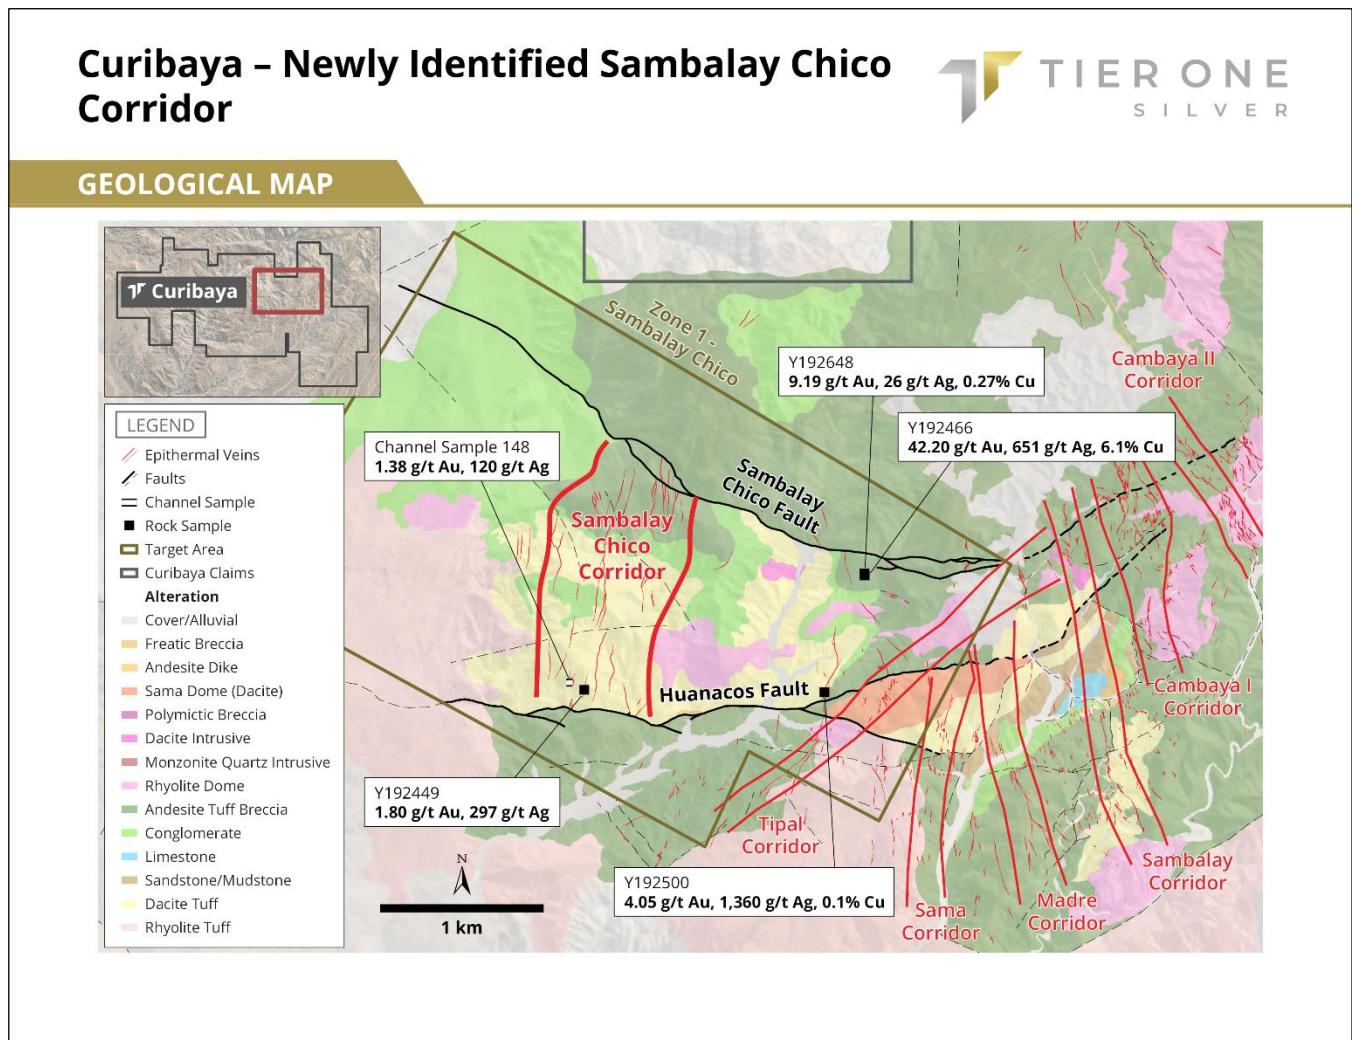 Curibaya – Newly Identified Sambalay Chico
Corridor
TIER ONE
SILVER
GEOLOGICAL MAP
Curibaya
LEGEND
Epithermal Veins
Faults
Channel Sample
Rock Sample
Target Area
Curibaya Claims
Alteration
Cover/Alluvial
Freatic Breccia
Andesite Dike
Sama Dome (Dacite)
Polymictic Breccia
Dacite Intrusive
Monzonite Quartz Intrusive
Rhyolite Dome
Andesite Tuff Breccia
Conglomerate
Limestone
Sandstone/Mudstone
Dacite Tuff
Rhyolite Tuff
Zone 1 -
Sambalay Chico
Y192648
9.19 g/t Au, 26 g/t Ag, 0.27% Cu
Cambaya II
Corridor
Y192466
42.20 g/t Au, 651 g/t Ag, 6.1% Cu
Channel Sample 148
1.38 g/t Au, 120 g/t Ag
Sambalay
Chico Fault
Sambalay
Chico
Corridor
Huanacos Fault
Cambaya I
Corridor
Y192449
1.80 g/t Au, 297 g/t Ag
Tipal
Corridor
Sambalay
Corridor
Y192500
4.05 g/t Au, 1,360 g/t Ag, 0.1% Cu
Sama
Corridor
Madre
Corridor
N
1 km